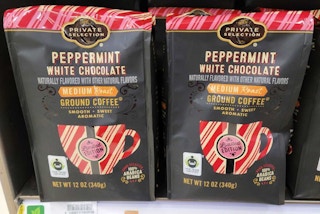 PRIVATE
SELECTION
PEPPERMINT
WHITE CHOCOLATE
NATURALLY FLAVORED WITH OTHER NATURAL FLAVORS
MEDIUM Roast
GROUND COFFEE
SMOOTH • SWEET
AROMATIC
EDITION
100%
ARABICA
BEANS
NET WT 12 OZ (340g)
PRIVATE
SELECTION
PEPPERMINT
WHITE CHOCOLATE
NATURALLY FLAVORED WITH OTHER NATURAL FLAVORS
MEDIUM Roast
GROUND COFFEE
SMOOTH • SWEET
AROMATIC
EDITION
100%
ARABICA
BEANS
NET WT 12 OZ (340g)